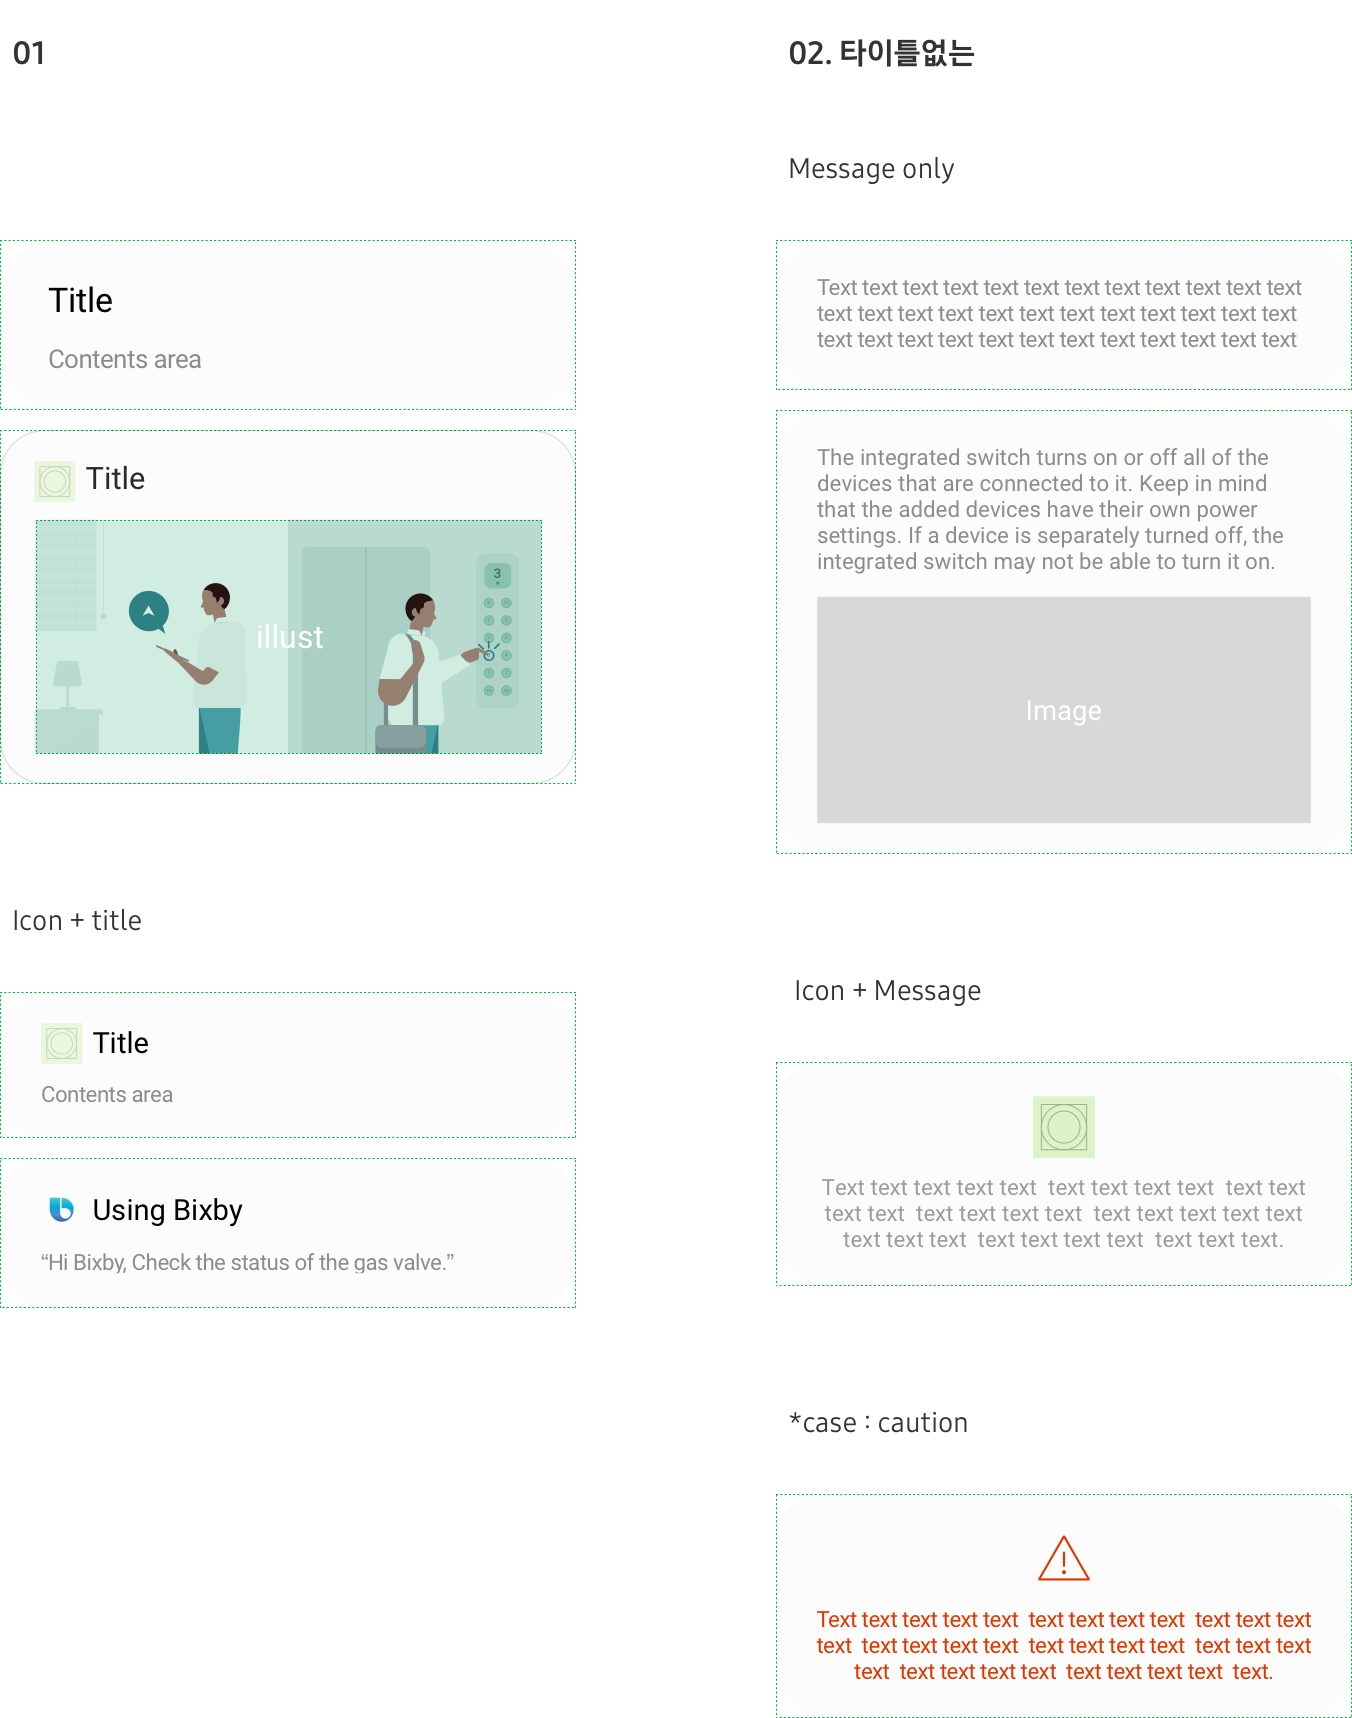 01
Title
Contents area
Title
3
illust
Icon + title
Title
Contents area
Using Bixby
“Hi Bixby, Check the status of the gas valve.”
02. 타이틀없는
Message only
Text text text text text text text text text text text text
text text text text text text text text text text text text
text text text text text text text text text text text text
The integrated switch turns on or off all of the
devices that are connected to it. Keep in mind
that the added devices have their own power
settings. If a device is separately turned off, the
integrated switch may not be able to turn it on.
Image
Icon + Message
Text text text text text  text text text text  text text
text text  text text text text  text text text text text
text text text  text text text text  text text text.
*case : caution
Text text text text text  text text text text  text text text
text  text text text text  text text text text  text text text
text  text text text text  text text text text  text.